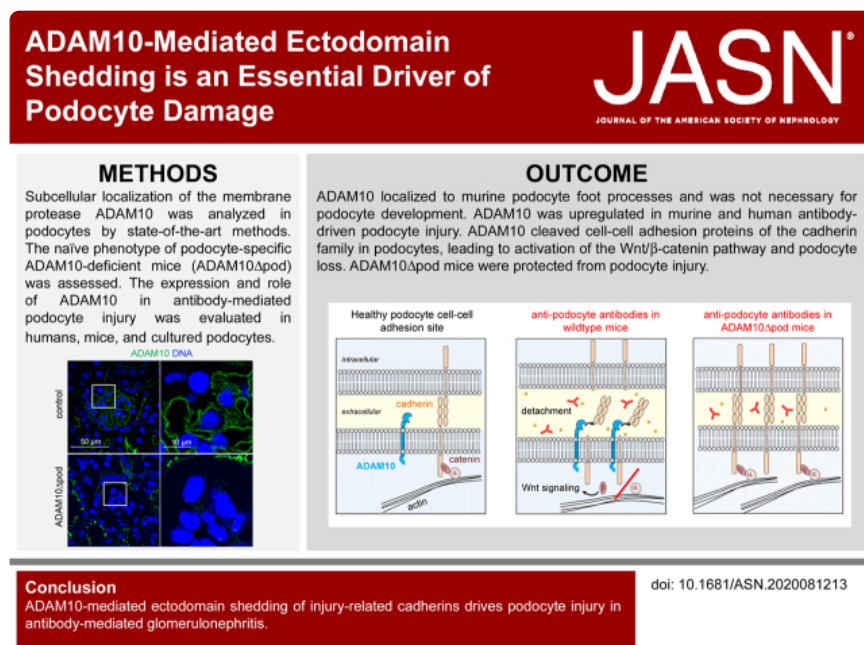 ADAM10-Mediated Ectodomain
Shedding is an Essential Driver of
Podocyte Damage
JASN®
JOURNAL OF THE AMERICAN SOCIETY OF NEPHROLOGY
METHODS
Subcellular localization of the membrane
protease ADAM10 was analyzed in
podocytes by state-of-the-art methods.
The naïve phenotype of podocyte-specific
ADAM10-deficient mice (ADAM10Δpod)
was assessed. The expression and role
of ADAM10 in antibody-mediated
podocyte injury was evaluated in
humans, mice, and cultured podocytes.
ADAM10 DNA
control
50 µm
10 µm
ADAM10Δpod
OUTCOME
ADAM10 localized to murine podocyte foot processes and was not necessary for
podocyte development. ADAM10 was upregulated in murine and human antibody-
driven podocyte injury. ADAM10 cleaved cell-cell adhesion proteins of the cadherin
family in podocytes, leading to activation of the Wnt/β-catenin pathway and podocyte
loss. ADAM10Δpod mice were protected from podocyte injury.
Healthy podocyte cell-cell
adhesion site
intracellular
extracellular
cadherin
ADAM10
catenin
actin
anti-podocyte antibodies in
wildtype mice
detachment
Wnt signaling
anti-podocyte antibodies in
ADAM10Δpod mice
Conclusion
ADAM10-mediated ectodomain shedding of injury-related cadherins drives podocyte injury in
antibody-mediated glomerulonephritis.
doi: 10.1681/ASN.2020081213